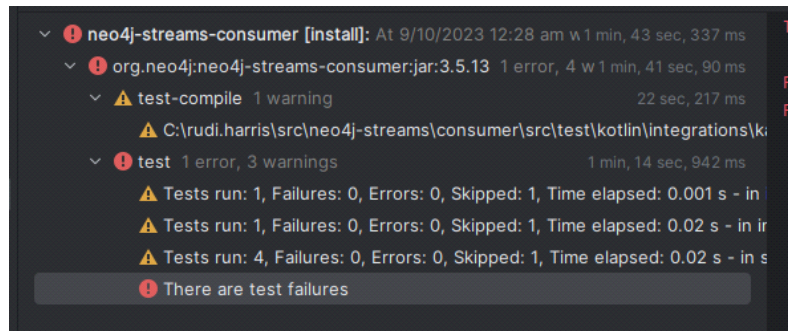 neo4j-streams-consumer [install]: At 9/10/2023 12:28 am 1 min, 43 sec, 337 ms
org.neo4j:neo4j-streams-consumer:jar:3.5.13 1 error, 4 w 1 min, 41 sec, 90 ms
test-compile 1 warning 22 sec, 217 ms
C:\rudi.harris\src\neo4j-streams\consumer\src\test\kotlin\integrations\k
test 1 error, 3 warnings 1 min, 14 sec, 942 ms
Tests run: 1, Failures: 0, Errors: 0, Skipped: 1, Time elapsed: 0.001 s - in
Tests run: 1, Failures: 0, Errors: 0, Skipped: 1, Time elapsed: 0.02 s - in
Tests run: 4, Failures: 0, Errors: 0, Skipped: 1, Time elapsed: 0.02 s - in s
There are test failures